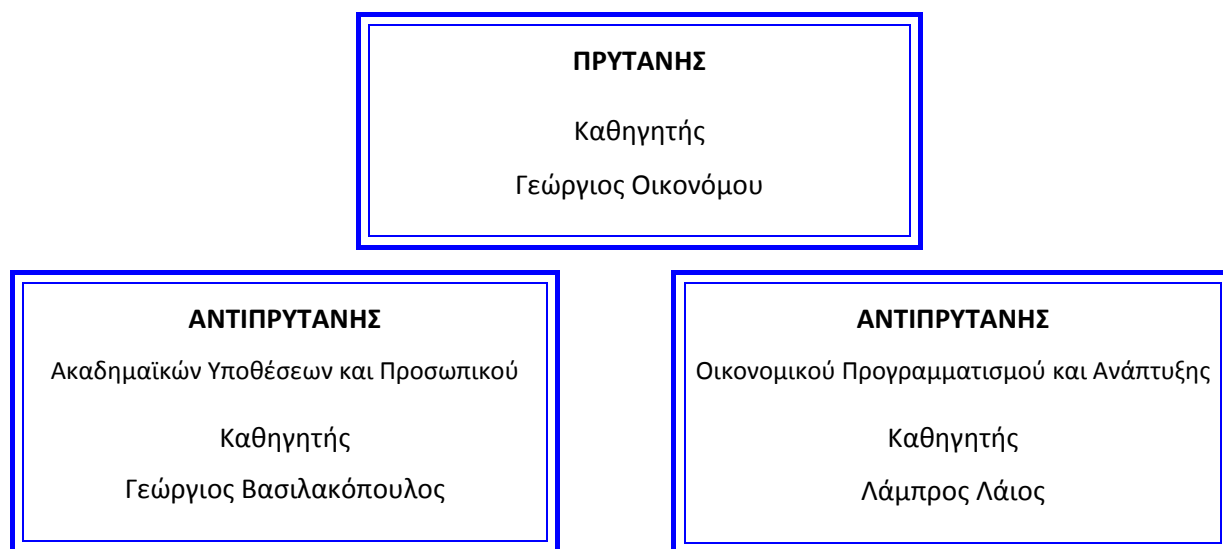 ΠΡΥΤΑΝΗΣ
Καθηγητής
Γεώργιος Οικονόμου
ΑΝΤΙΠΡΥΤΑΝΗΣ
Ακαδημαϊκών Υποθέσεων και Προσωπικού
Καθηγητής
Γεώργιος Βασιλακόπουλος
ΑΝΤΙΠΡΥΤΑΝΗΣ
Οικονομικού Προγραμματισμού και Ανάπτυξης
Καθηγητής
Λάμπρος Λάιος